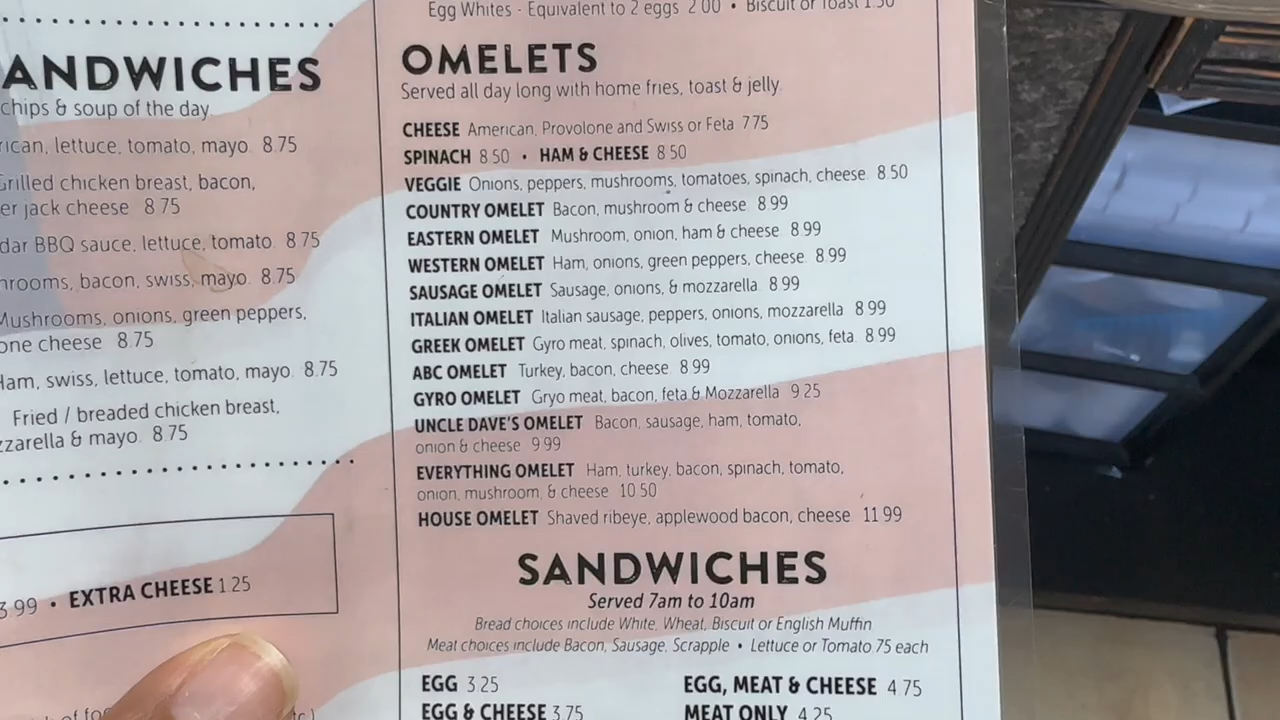 ANDWICHES
chips & soup of the day.
rican, lettuce, tomato, mayo. 8.75
Grilled chicken breast, bacon,
er jack cheese 8.75
dar BBQ sauce, lettuce, tomato. 8.75
hrooms, bacon, swiss, mayo. 8.75
Mushrooms, onions, green peppers,
one cheese 8.75
Ham, swiss, lettuce, tomato, mayo. 8.75
Fried / breaded chicken breast,
zzarella & mayo. 8.75
3.99 • EXTRA CHEESE 1.25
Egg Whites - Equivalent to 2 eggs 2.00 • Biscuit or Toast 1.50
OMELETS
Served all day long with home fries, toast & jelly.
CHEESE American, Provolone and Swiss or Feta 7.75
SPINACH 8.50 • HAM & CHEESE 8.50
VEGGIE Onions, peppers, mushrooms, tomatoes, spinach, cheese. 8.50
COUNTRY OMELET Bacon, mushroom & cheese 8.99
EASTERN OMELET Mushroom, onion, ham & cheese 8.99
WESTERN OMELET Ham, onions, green peppers, cheese 8.99
SAUSAGE OMELET Sausage, onions, & mozzarella 8.99
ITALIAN OMELET Italian sausage, peppers, onions, mozzarella 8.99
GREEK OMELET Gyro meat, spinach, olives, tomato, onions, feta. 8.99
ABC OMELET Turkey, bacon, cheese 8.99
GYRO OMELET Gryo meat, bacon, feta & Mozzarella 9.25
UNCLE DAVE'S OMELET Bacon, sausage, ham, tomato,
onion & cheese 9.99
EVERYTHING OMELET Ham, turkey, bacon, spinach, tomato,
onion, mushroom, & cheese 10.50
HOUSE OMELET Shaved ribeye, applewood bacon, cheese 11.99
SANDWICHES
Served 7am to 10am
Bread choices include White, Wheat, Biscuit or English Muffin
Meat choices include Bacon, Sausage, Scrapple • Lettuce or Tomato .75 each
EGG 3.25
EGG, MEAT & CHEESE 4.75
EGG & CHEESE 3.75
MEAT ONLY 4.25